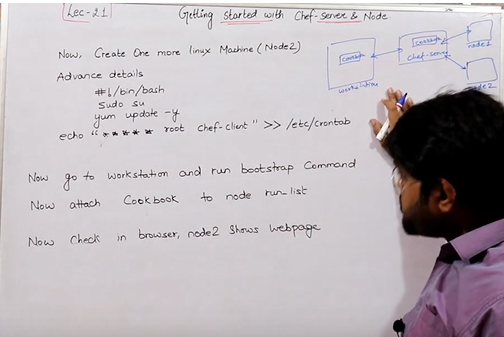 Lec-21
Getting Started with Chef-Server & Node
Now, Create One more linux Machine (Node2)
Advance details
#!/bin/bash
sudo su
yum update -y
echo "* * * * * root chef-client" >> /etc/crontab
Now go to workstation and run bootstrap Command
Now attach Cookbook to node run-list
Now Check in browser, node2 shows webpage
workstation
chef-server
node1
node2